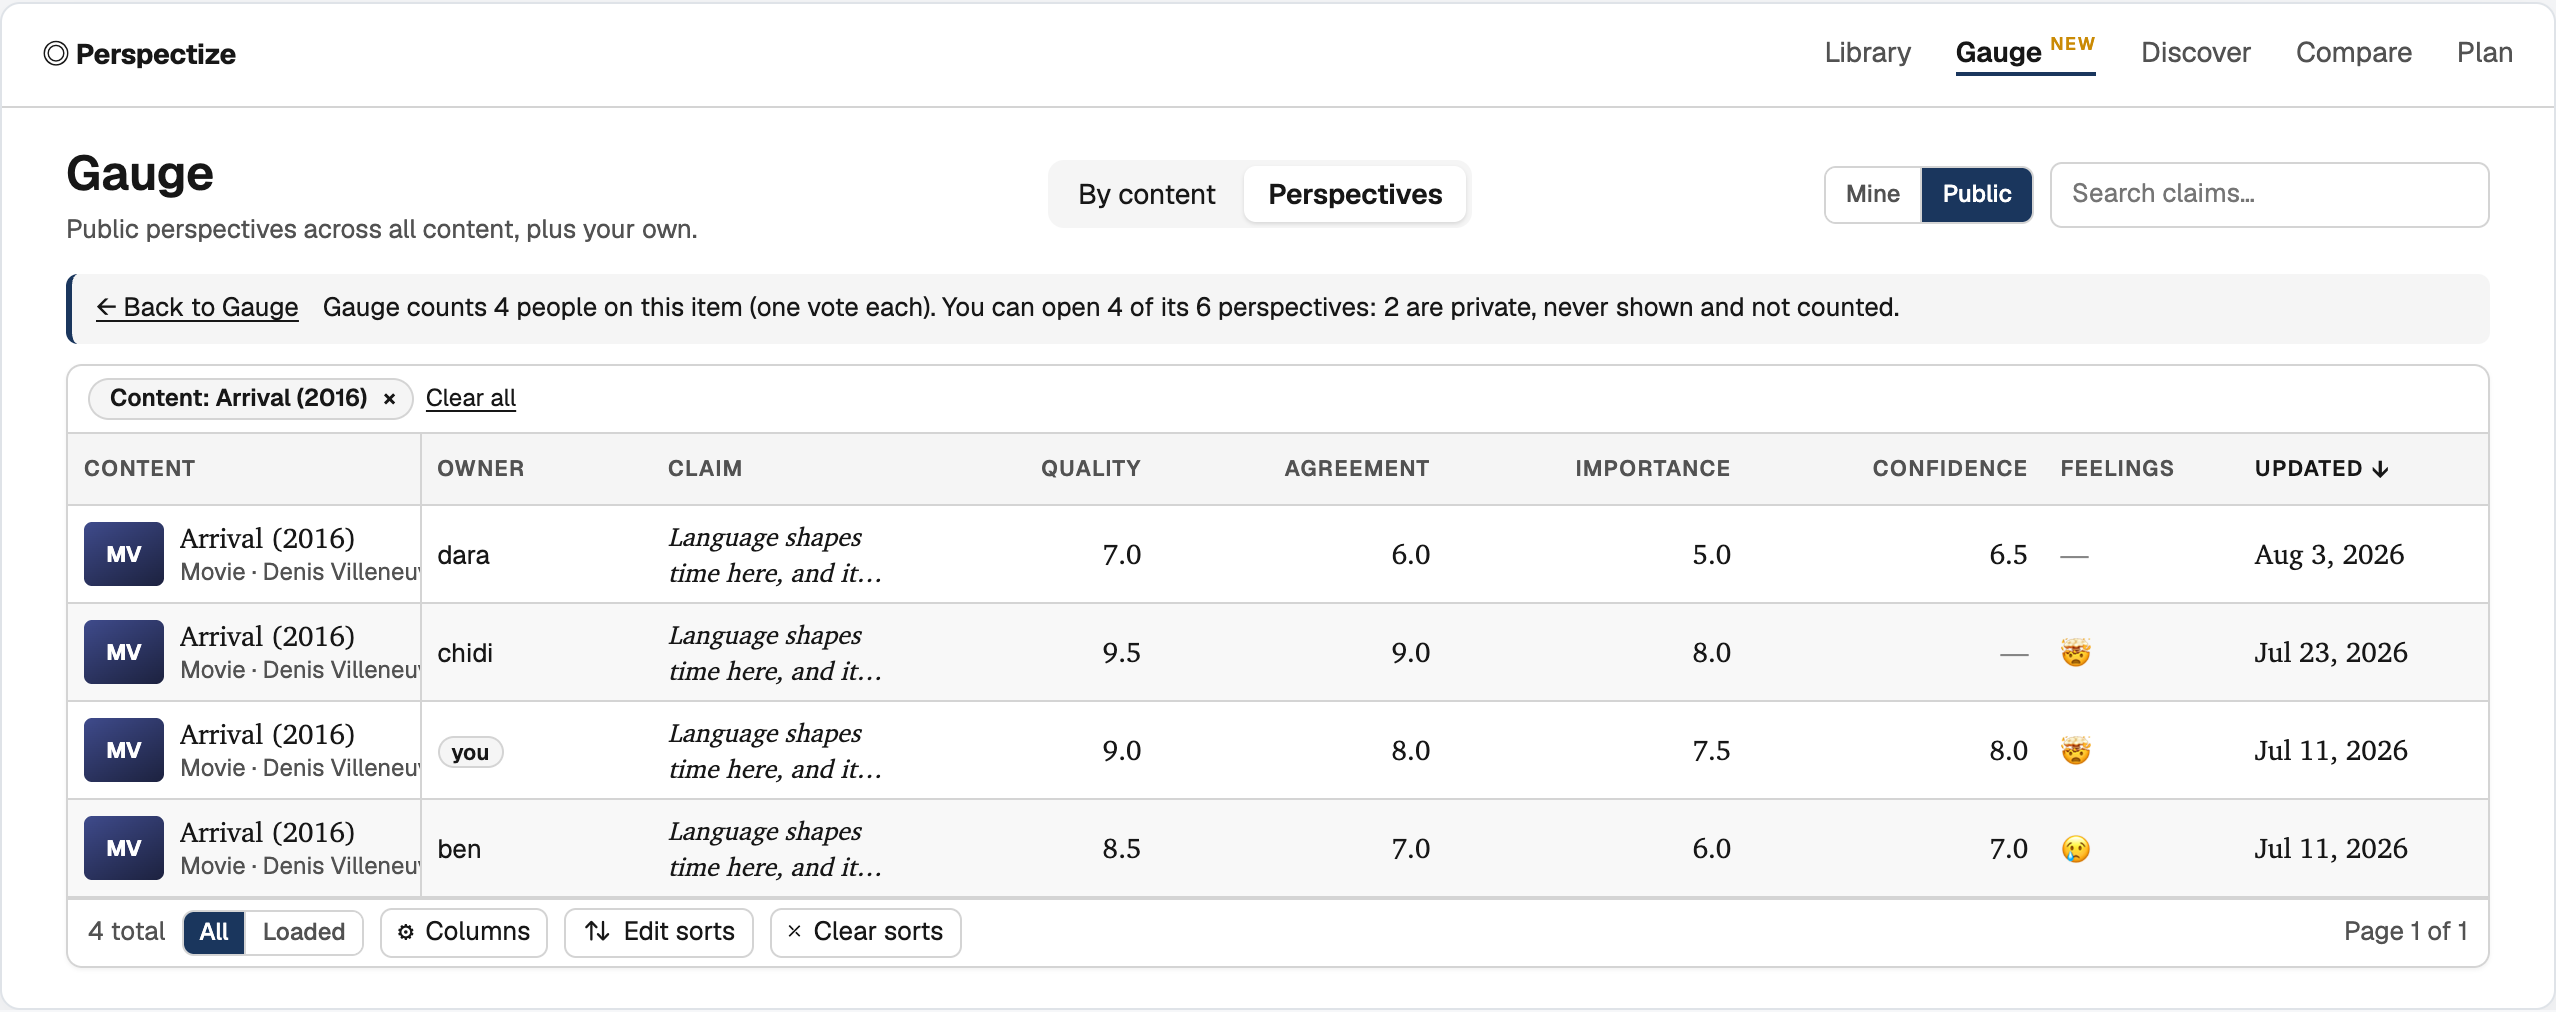 Perspectize
Library
Gauge NEW
Discover
Compare
Plan
Gauge
Public perspectives across all content, plus your own.
By content
Perspectives
Mine
Public
Search claims...
← Back to Gauge Gauge counts 4 people on this item (one vote each). You can open 4 of its 6 perspectives: 2 are private, never shown and not counted.
Content: Arrival (2016) ×
Clear all
CONTENT OWNER CLAIM QUALITY AGREEMENT IMPORTANCE CONFIDENCE FEELINGS UPDATED ↓
MV
Arrival (2016)
Movie · Denis Villeneuv
dara
Language shapes
time here, and it…
7.0 6.0 5.0 6.5 — Aug 3, 2026
MV
Arrival (2016)
Movie · Denis Villeneuv
chidi
Language shapes
time here, and it…
9.5 9.0 8.0 — 🤯 Jul 23, 2026
MV
Arrival (2016)
Movie · Denis Villeneuv
you
Language shapes
time here, and it…
9.0 8.0 7.5 8.0 🤯 Jul 11, 2026
MV
Arrival (2016)
Movie · Denis Villeneuv
ben
Language shapes
time here, and it…
8.5 7.0 6.0 7.0 😢 Jul 11, 2026
4 total
All
Loaded
Columns
Edit sorts
× Clear sorts
Page 1 of 1